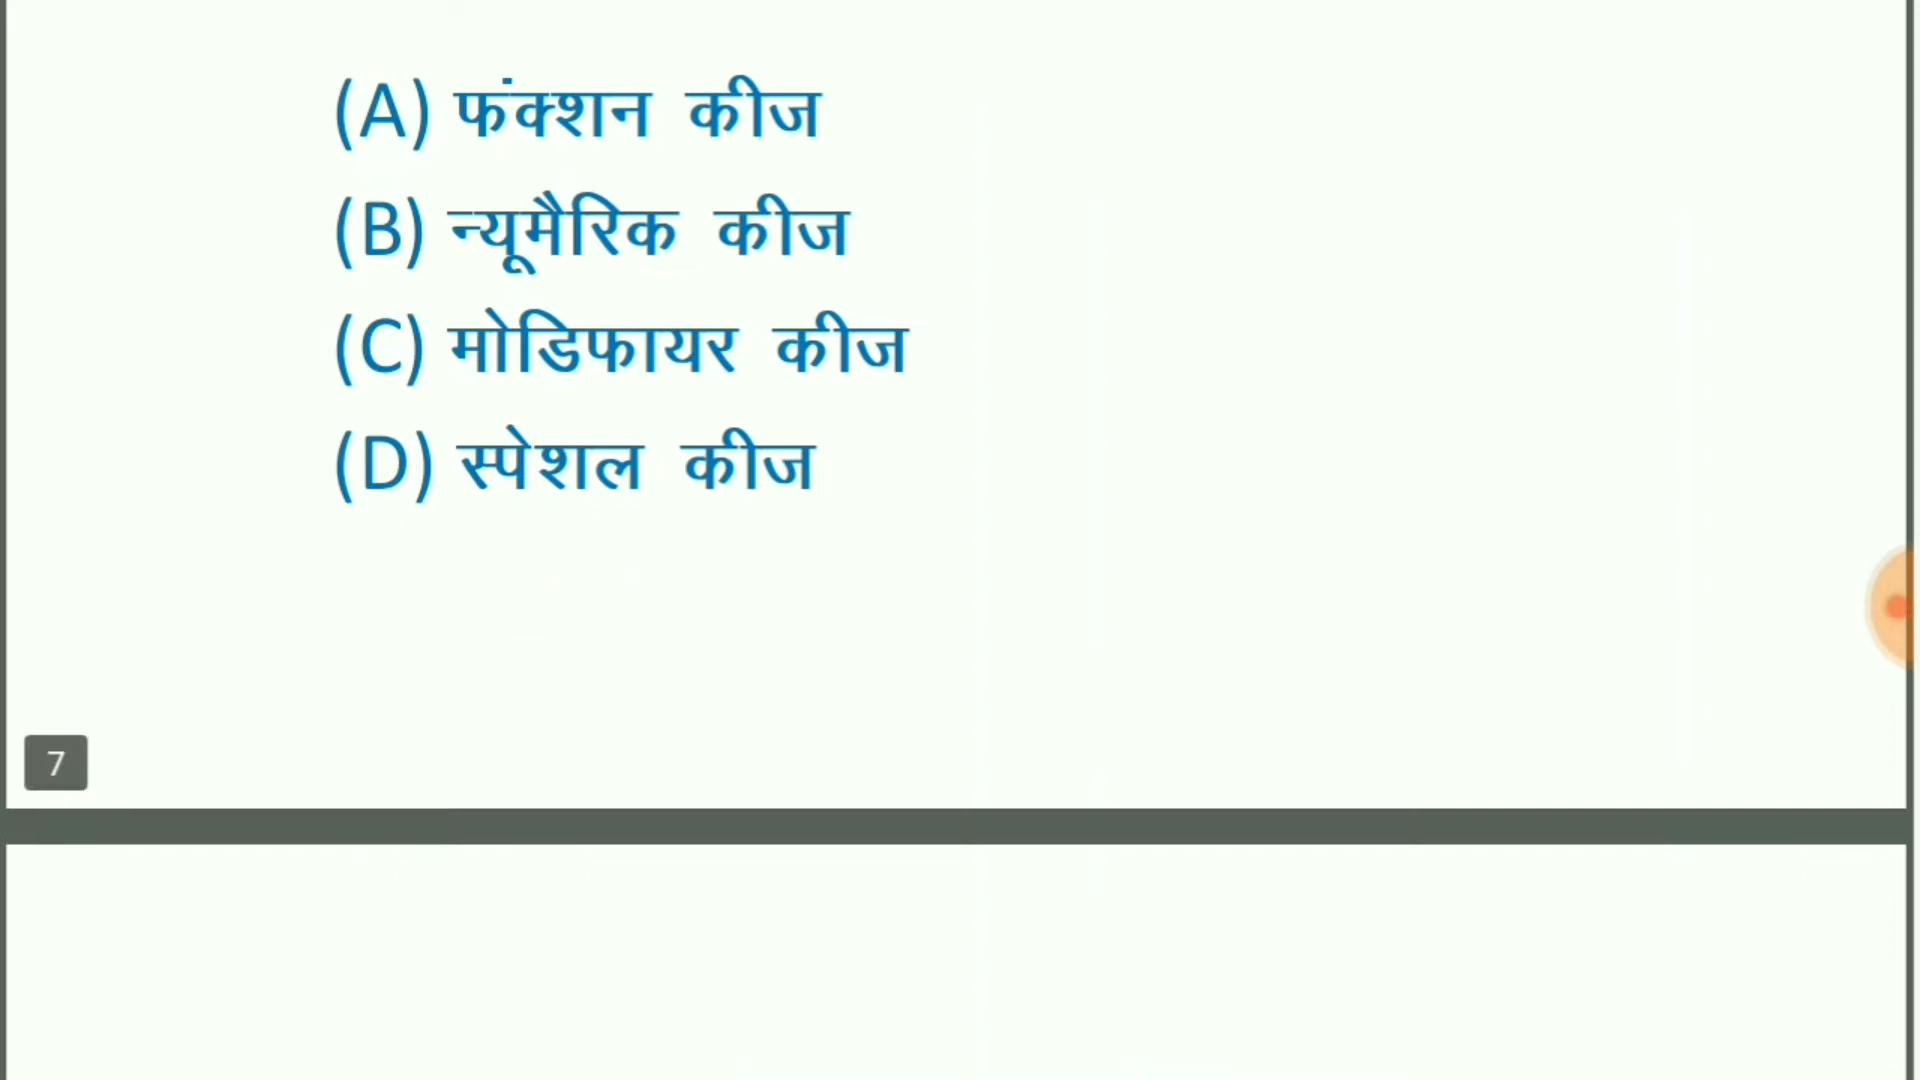 (A) फंक्शन कीज
(B) न्यूमैरिक कीज
(C) मोडिफायर कीज
(D) स्पेशल कीज
7